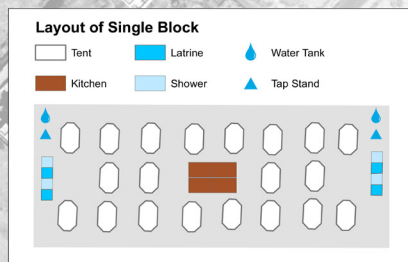 Layout of Single Block
Tent
Latrine
Water Tank
Kitchen
Shower
Tap Stand